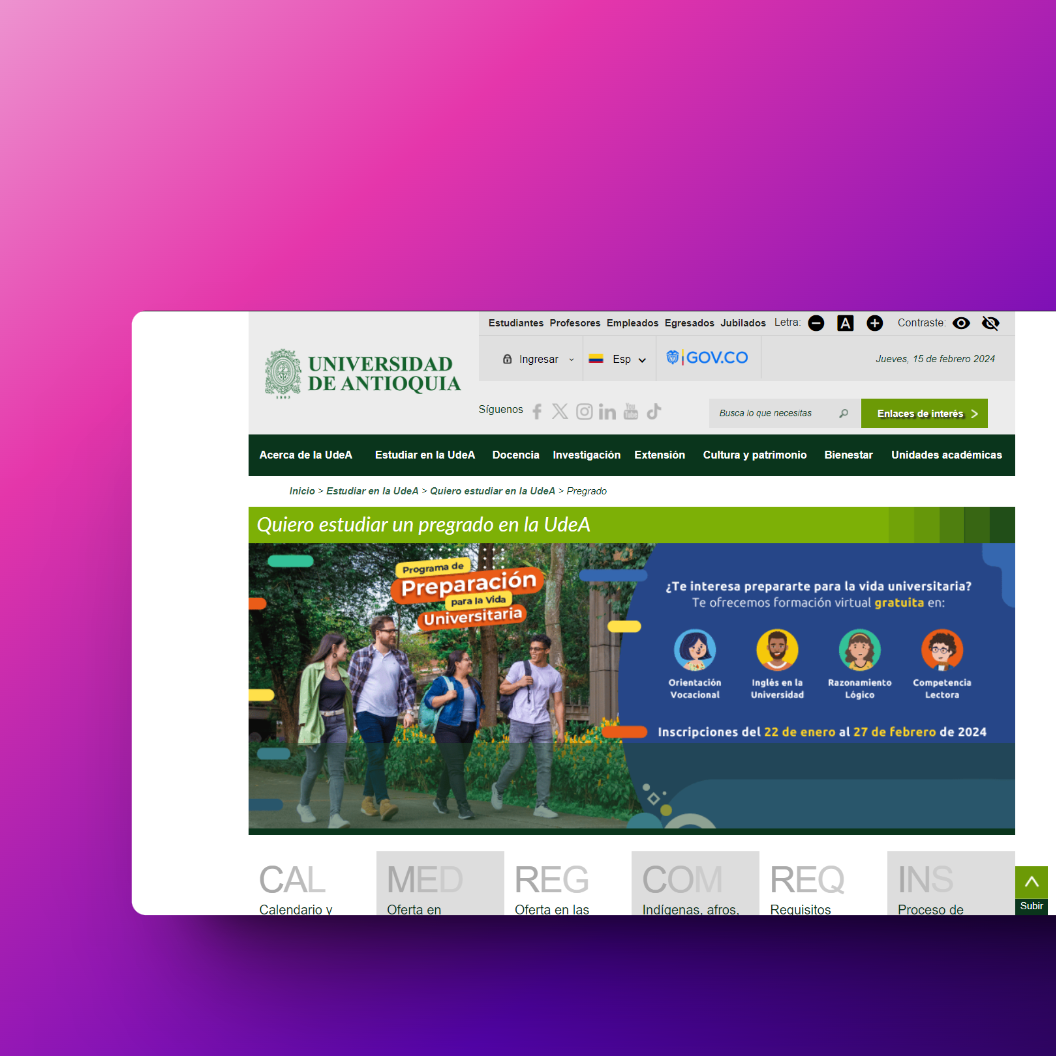 Estudiantes Profesores Empleados Egresados Jubilados Letra: A Contraste:
UNIVERSIDAD
DE ANTIOQUIA
1803
Ingresar Esp GOV.CO Jueves, 15 de febrero 2024
Síguenos Busca lo que necesitas Enlaces de interés
Acerca de la UdeA Estudiar en la UdeA Docencia Investigación Extensión Cultura y patrimonio Bienestar Unidades académicas
Inicio > Estudiar en la UdeA > Quiero estudiar en la UdeA > Pregrado
Quiero estudiar un pregrado en la UdeA
Programa de
Preparación
para la Vida
Universitaria
¿Te interesa prepararte para la vida universitaria?
Te ofrecemos formación virtual gratuita en:
Orientación
Vocacional
Inglés en la
Universidad
Razonamiento
Lógico
Competencia
Lectora
Inscripciones del 22 de enero al 27 de febrero de 2024
CAL
Calendario y
MED
Oferta en
REG
Oferta en las
COM
Indígenas, afros,
REQ
Requisitos
INS
Proceso de
Subir